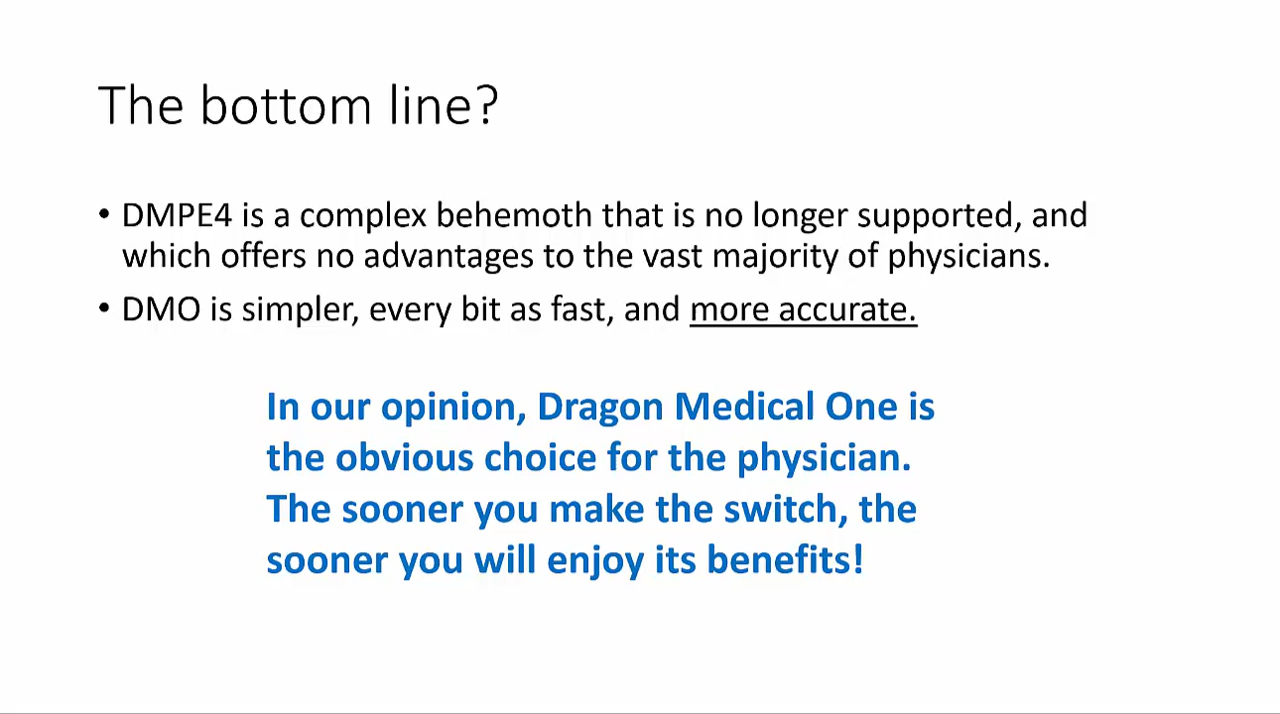 The bottom line?
• DMPE4 is a complex behemoth that is no longer supported, and
which offers no advantages to the vast majority of physicians.
• DMO is simpler, every bit as fast, and more accurate.
In our opinion, Dragon Medical One is
the obvious choice for the physician.
The sooner you make the switch, the
sooner you will enjoy its benefits!